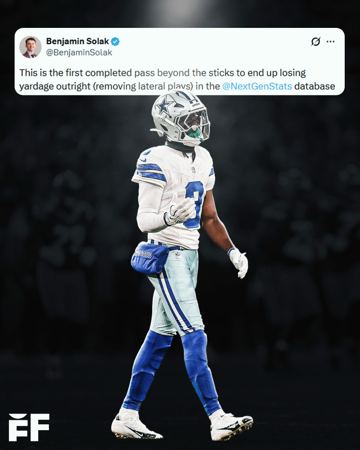 Benjamin Solak
@BenjaminSolak
This is the first completed pass beyond the sticks to end up losing
yardage outright (removing lateral plays) in the @NextGenStats database
3
FF